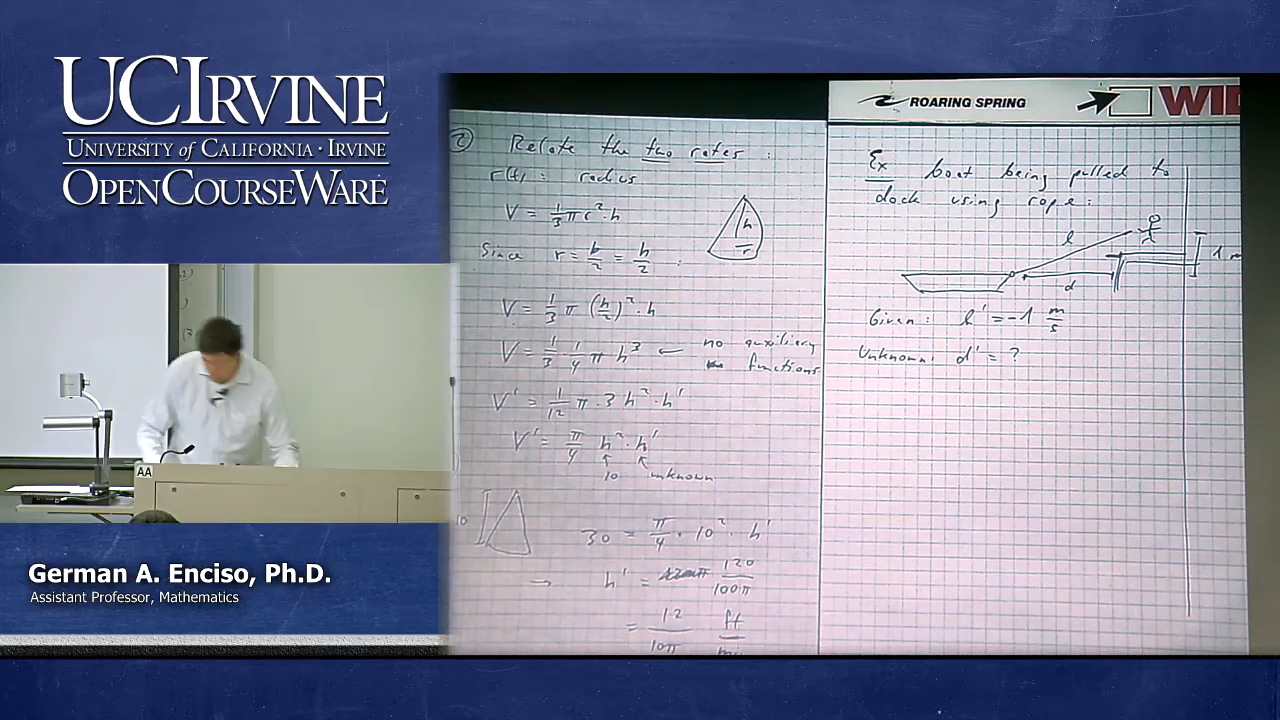 UCIRVINE
UNIVERSITY of CALIFORNIA · IRVINE
OPENCOURSEWARE
AA
German A. Enciso, Ph.D.
Assistant Professor, Mathematics
② Relate the two rates :
r(t): radius
V = 1/3 π r² · h
h
r
Since r = b/2 = h/2 :
V = 1/3 π (h/2)² · h
V = 1/3 · 1/4 π h³ ← no auxiliary
functions
V' = 1/12 π · 3 h² · h'
V' = π/4 h² · h'
↑ ↑
10 unknown
10
30 = π/4 · 10² · h'
→ h' = 120/100π
= 12/10π ft/
ROARING SPRING
WID
Ex boat being pulled to
dock using rope:
l
1 m
d
Given: l' = -1 m/s
Unknown: d' = ?